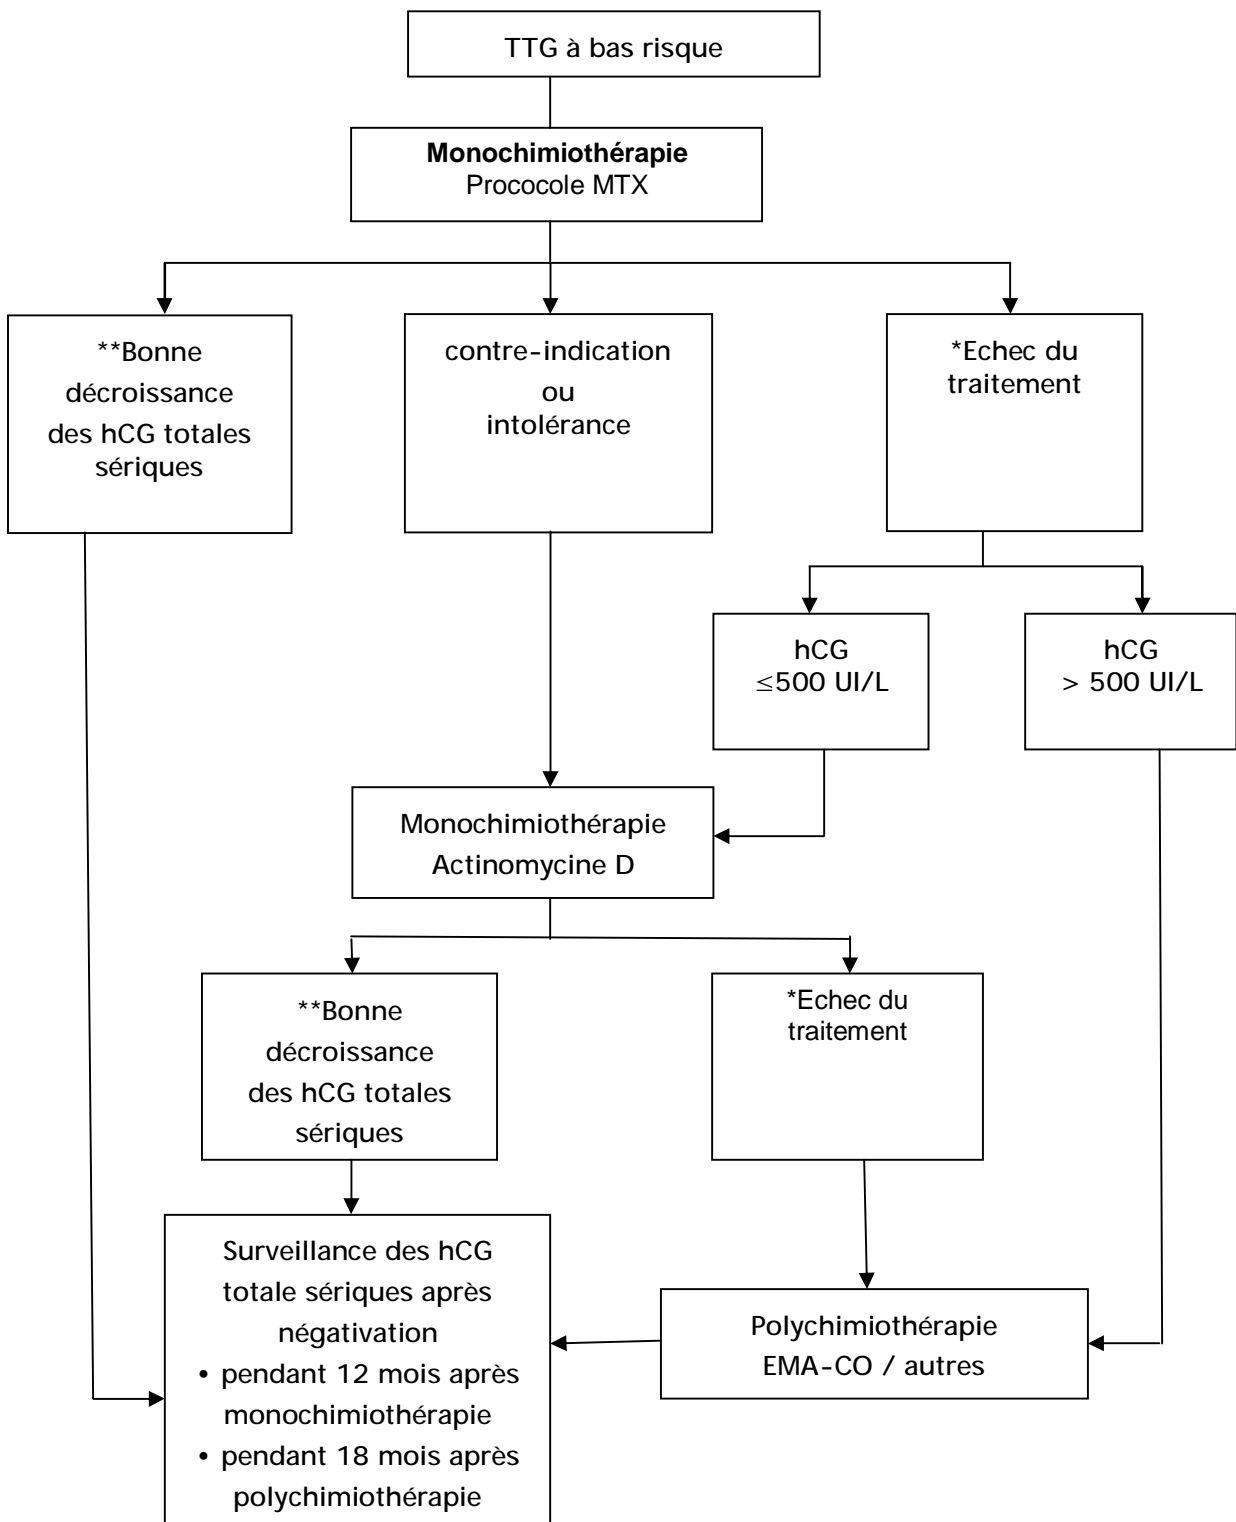 TTG à bas risque
Monochimiothérapie
Prococole MTX
**Bonne
décroissance
des hCG totales
sériques
contre-indication
ou
intolérance
*Echec du
traitement
hCG
≤500 UI/L
hCG
> 500 UI/L
Monochimiothérapie
Actinomycine D
**Bonne
décroissance
des hCG totales
sériques
*Echec du
traitement
Surveillance des hCG
totale sériques après
négativation
• pendant 12 mois après
monochimiothérapie
• pendant 18 mois après
polychimiothérapie
Polychimiothérapie
EMA-CO / autres